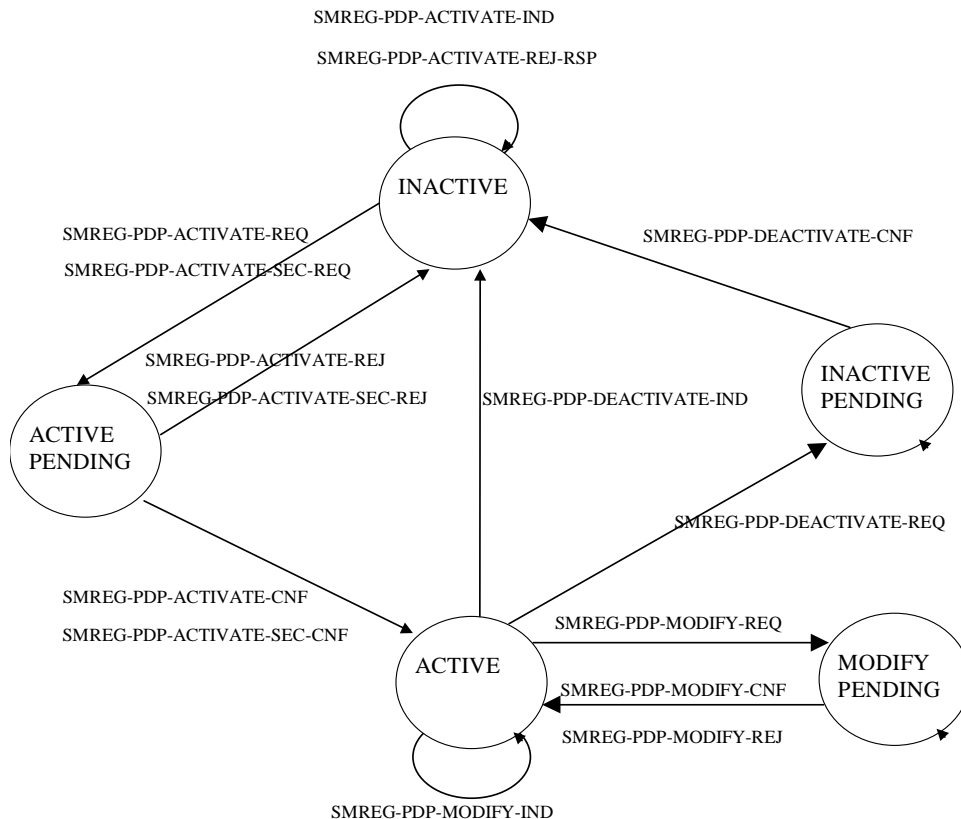 SMREG-PDP-ACTIVATE-IND
SMREG-PDP-ACTIVATE-REJ-RSP
INACTIVE
SMREG-PDP-ACTIVATE-REQ
SMREG-PDP-ACTIVATE-SEC-REQ
SMREG-PDP-DEACTIVATE-CNF
SMREG-PDP-ACTIVATE-REJ
SMREG-PDP-ACTIVATE-SEC-REJ
SMREG-PDP-DEACTIVATE-IND
INACTIVE
PENDING
ACTIVE
PENDING
SMREG-PDP-DEACTIVATE-REQ
SMREG-PDP-ACTIVATE-CNF
SMREG-PDP-ACTIVATE-SEC-CNF
ACTIVE
SMREG-PDP-MODIFY-REQ
SMREG-PDP-MODIFY-CNF
SMREG-PDP-MODIFY-REJ
MODIFY
PENDING
SMREG-PDP-MODIFY-IND